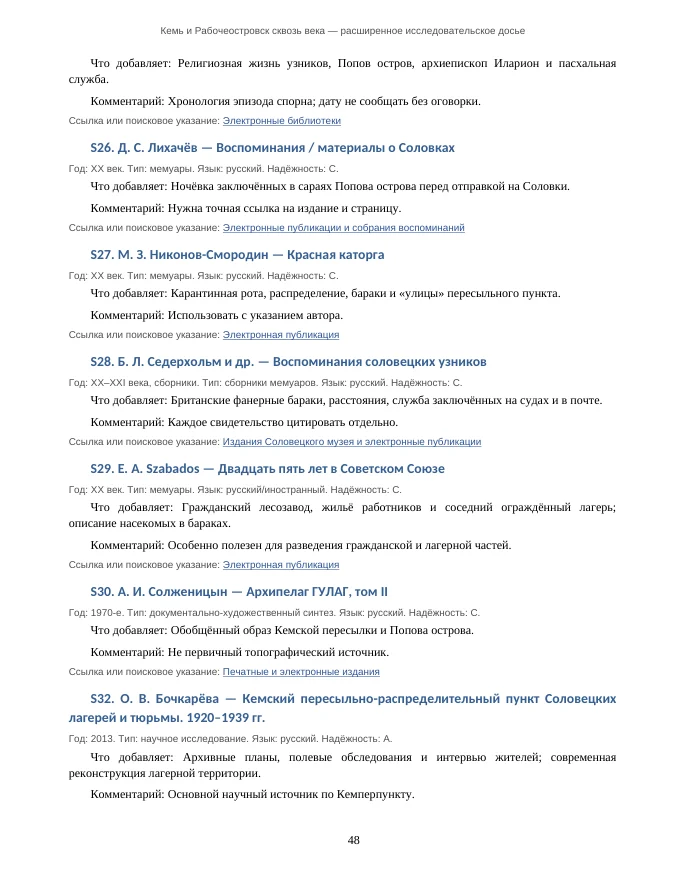 Кемь и Рабочеостровск сквозь века — расширенное исследовательское досье
Что добавляет: Религиозная жизнь узников, Попов остров, архиепископ Иларион и пасхальная
служба.
Комментарий: Хронология эпизода спорна; дату не сообщать без оговорки.
Ссылка или поисковое указание: Электронные библиотеки
S26. Д. С. Лихачёв — Воспоминания / материалы о Соловках
Год: XX век. Тип: мемуары. Язык: русский. Надёжность: C.
Что добавляет: Ночёвка заключённых в сараях Попова острова перед отправкой на Соловки.
Комментарий: Нужна точная ссылка на издание и страницу.
Ссылка или поисковое указание: Электронные публикации и собрания воспоминаний
S27. М. З. Никонов-Смородин — Красная каторга
Год: XX век. Тип: мемуары. Язык: русский. Надёжность: C.
Что добавляет: Карантинная рота, распределение, бараки и «улицы» пересыльного пункта.
Комментарий: Использовать с указанием автора.
Ссылка или поисковое указание: Электронная публикация
S28. Б. Л. Седерхольм и др. — Воспоминания соловецких узников
Год: XX–XXI века, сборники. Тип: сборники мемуаров. Язык: русский. Надёжность: C.
Что добавляет: Британские фанерные бараки, расстояния, служба заключённых на судах и в почте.
Комментарий: Каждое свидетельство цитировать отдельно.
Ссылка или поисковое указание: Издания Соловецкого музея и электронные публикации
S29. E. A. Szabados — Двадцать пять лет в Советском Союзе
Год: XX век. Тип: мемуары. Язык: русский/иностранный. Надёжность: C.
Что добавляет: Гражданский лесозавод, жильё работников и соседний ограждённый лагерь;
описание насекомых в бараках.
Комментарий: Особенно полезен для разведения гражданской и лагерной частей.
Ссылка или поисковое указание: Электронная публикация
S30. А. И. Солженицын — Архипелаг ГУЛАГ, том II
Год: 1970-е. Тип: документально-художественный синтез. Язык: русский. Надёжность: C.
Что добавляет: Обобщённый образ Кемской пересылки и Попова острова.
Комментарий: Не первичный топографический источник.
Ссылка или поисковое указание: Печатные и электронные издания
S32. О. В. Бочкарёва — Кемский пересыльно-распределительный пункт Соловецких
лагерей и тюрьмы. 1920–1939 гг.
Год: 2013. Тип: научное исследование. Язык: русский. Надёжность: A.
Что добавляет: Архивные планы, полевые обследования и интервью жителей; современная
реконструкция лагерной территории.
Комментарий: Основной научный источник по Кемперпункту.
48